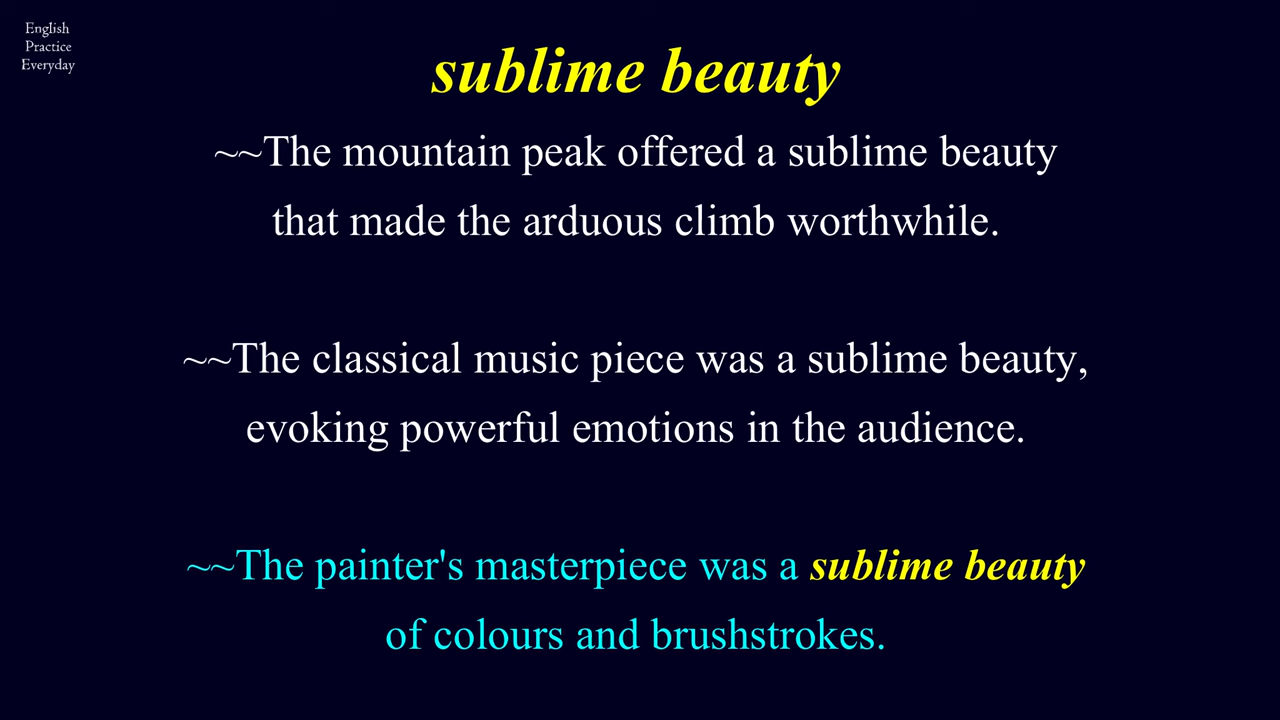 English
Practice
Everyday
sublime beauty
~~The mountain peak offered a sublime beauty
that made the arduous climb worthwhile.
~~The classical music piece was a sublime beauty,
evoking powerful emotions in the audience.
~~The painter's masterpiece was a sublime beauty
of colours and brushstrokes.